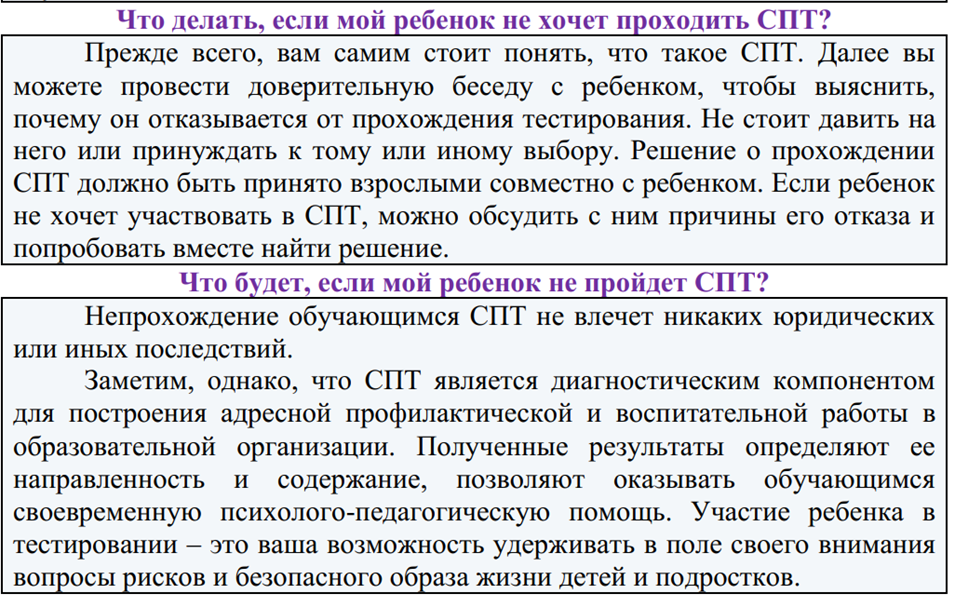 Что делать, если мой ребенок не хочет проходить СПТ?
Прежде всего, вам самим стоит понять, что такое СПТ. Далее вы
можете провести доверительную беседу с ребенком, чтобы выяснить,
почему он отказывается от прохождения тестирования. Не стоит давить на
него или принуждать к тому или иному выбору. Решение о прохождении
СПТ должно быть принято взрослыми совместно с ребенком. Если ребенок
не хочет участвовать в СПТ, можно обсудить с ним причины его отказа и
попробовать вместе найти решение.
Что будет, если мой ребенок не пройдет СПТ?
Непрохождение обучающимся СПТ не влечет никаких юридических
или иных последствий.
Заметим, однако, что СПТ является диагностическим компонентом
для построения адресной профилактической и воспитательной работы в
образовательной организации. Полученные результаты определяют ее
направленность и содержание, позволяют оказывать обучающимся
своевременную психолого-педагогическую помощь. Участие ребенка в
тестировании – это ваша возможность удерживать в поле своего внимания
вопросы рисков и безопасного образа жизни детей и подростков.